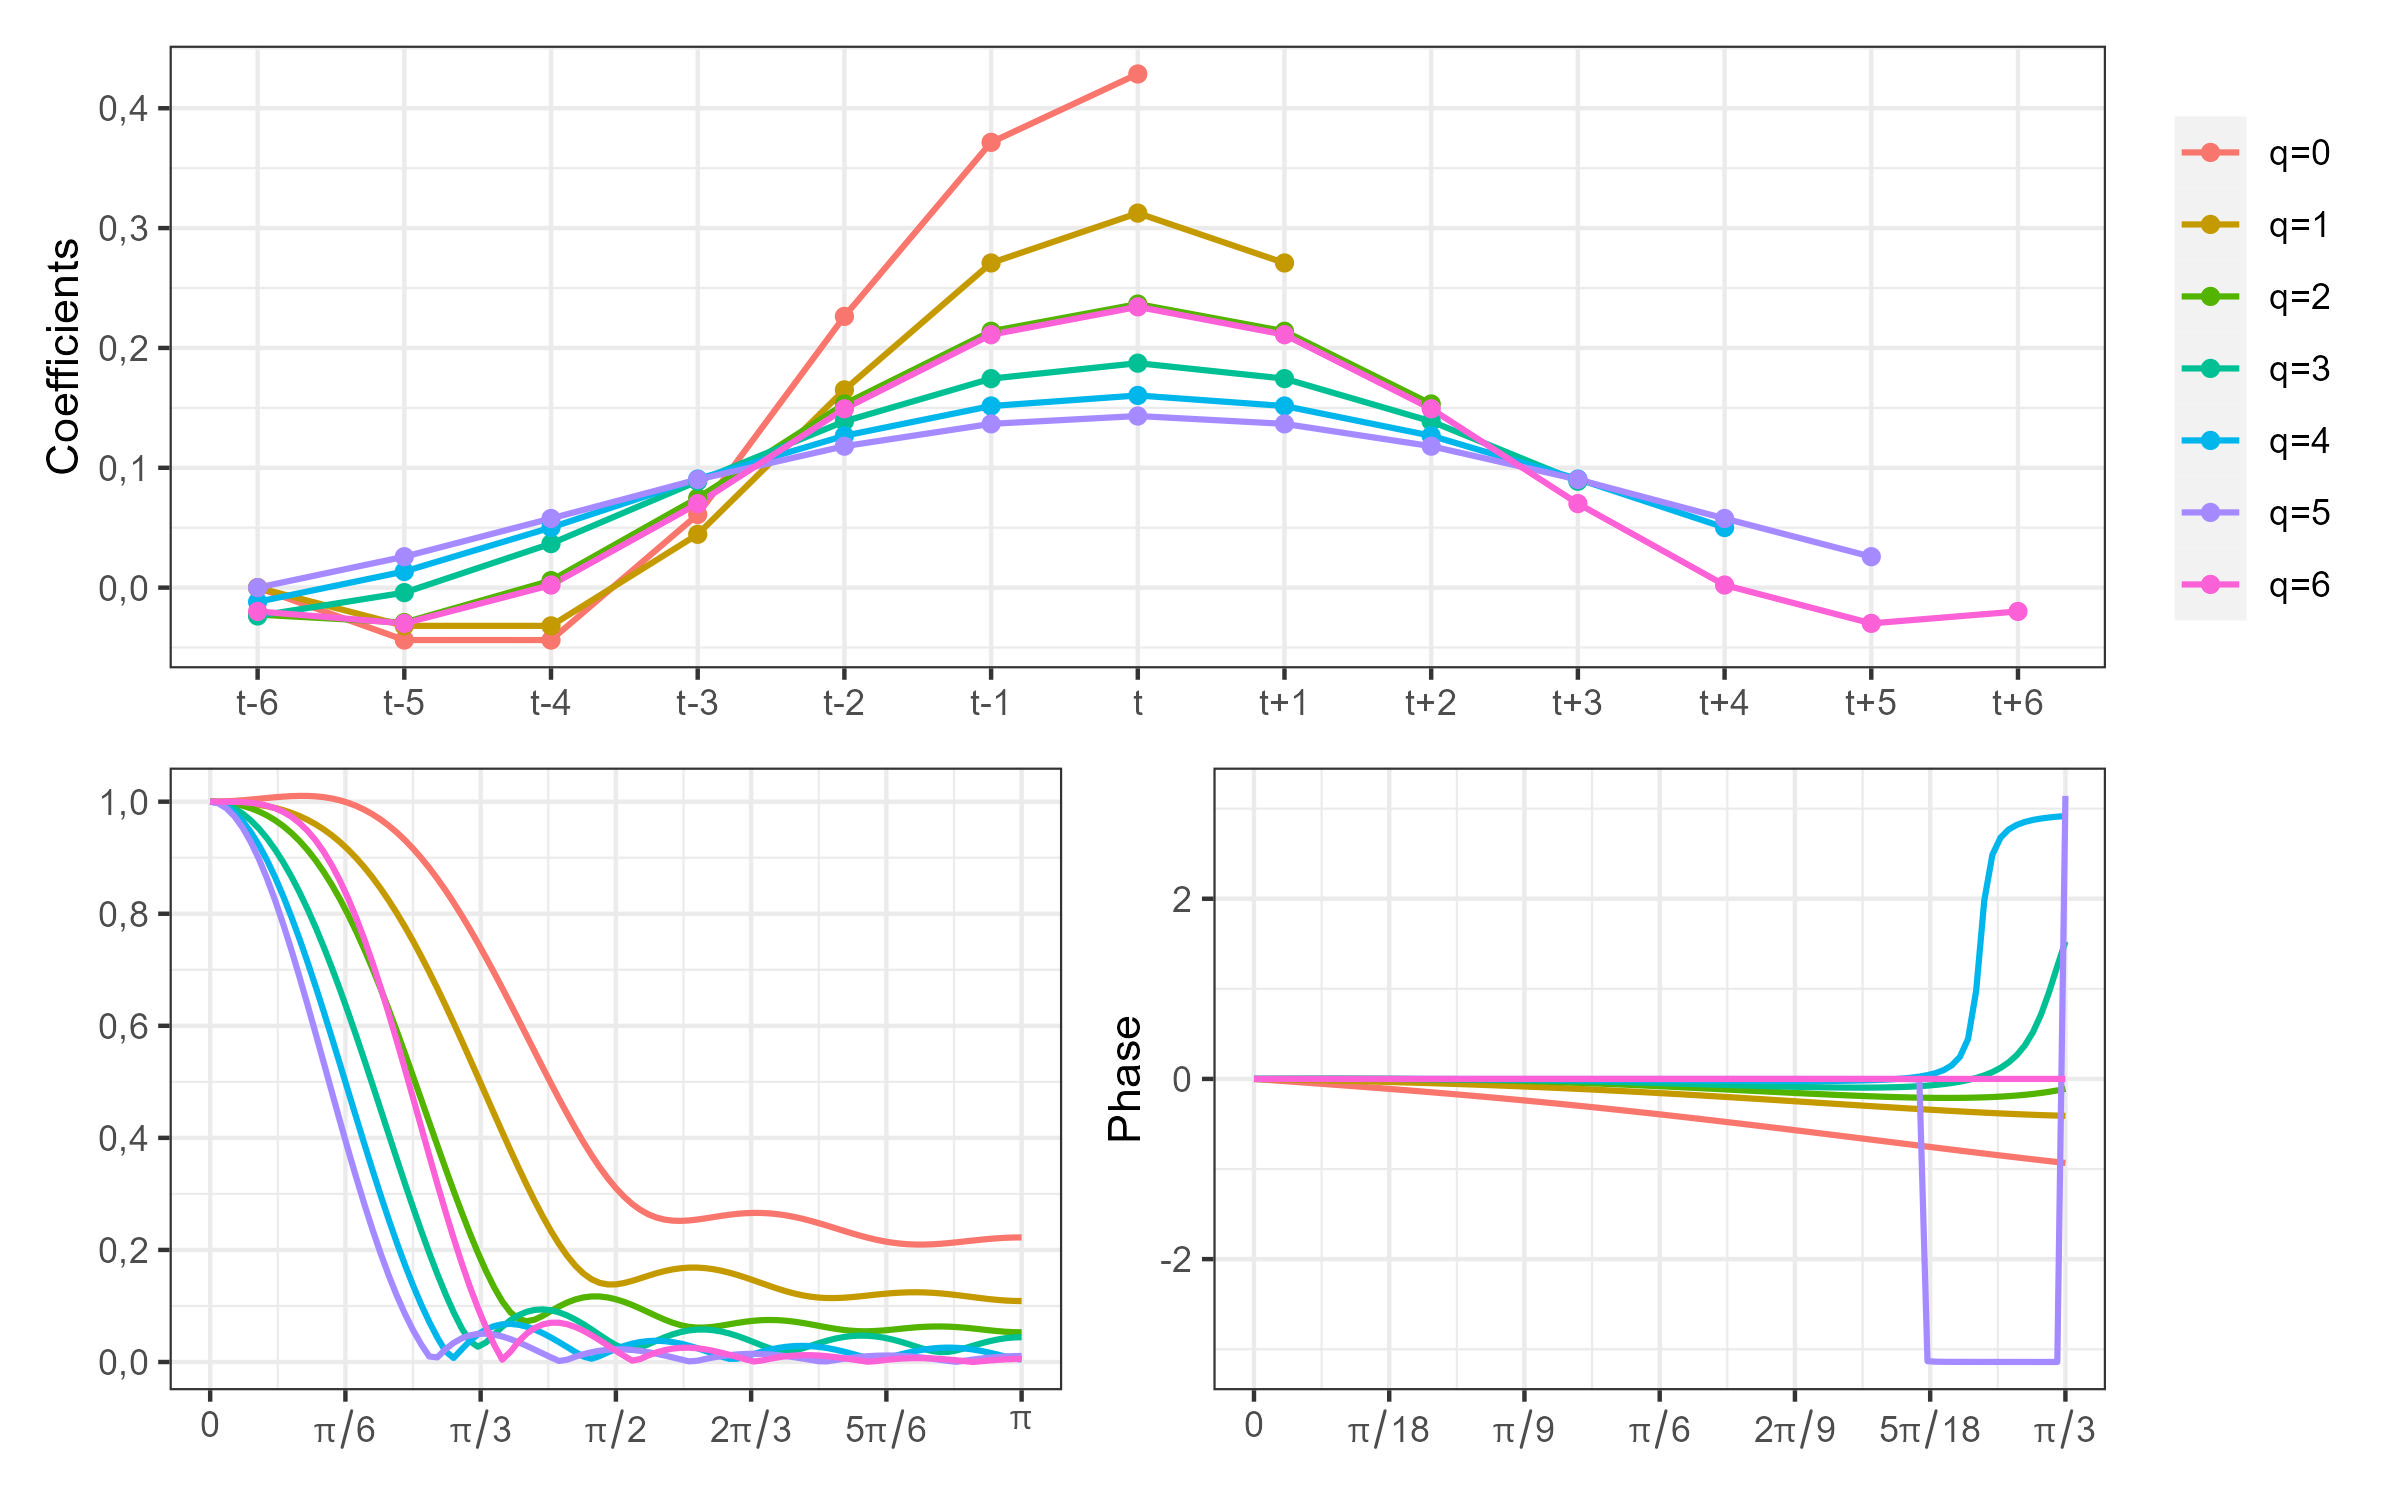 Coefficients
0,4
0,3
0,2
0,1
0,0
t-6 t-5 t-4 t-3 t-2 t-1 t t+1 t+2 t+3 t+4 t+5 t+6
q=0
q=1
q=2
q=3
q=4
q=5
q=6
1,0
0,8
0,6
0,4
0,2
0,0
0 π/6 π/3 π/2 2π/3 5π/6 π
Phase
2
0
-2
0 π/18 π/9 π/6 2π/9 5π/18 π/3